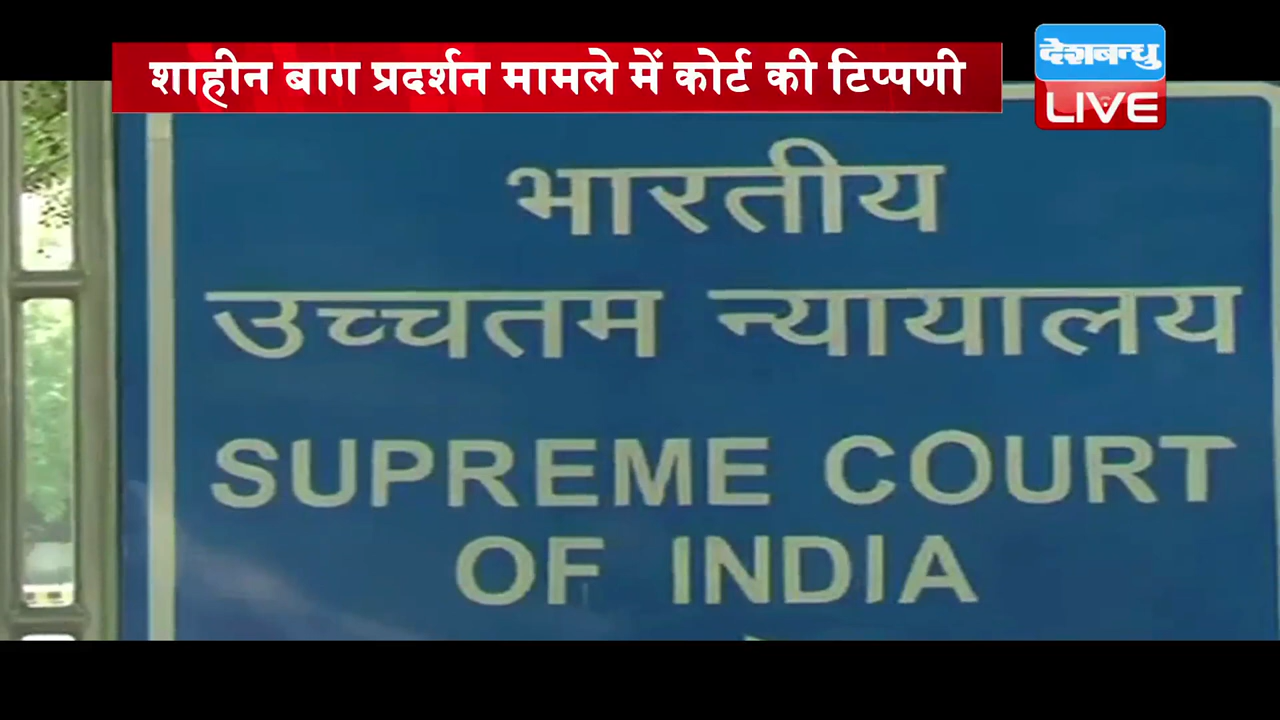 शाहीन बाग प्रदर्शन मामले में कोर्ट की टिप्पणी
देशबन्धु
LIVE
भारतीय
उच्चतम न्यायालय
SUPREME COURT
OF INDIA